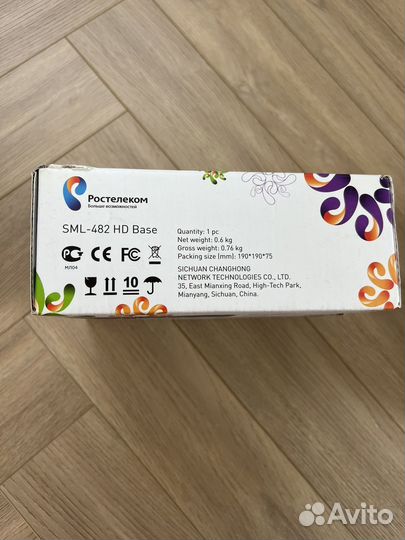 Ростелеком
Больше возможностей
SML-482 HD Base
МЛ04
10
Quantity: 1 pc
Net weight: 0.6 kg
Gross weight: 0.76 kg
Packing size (mm): 190*190*75
SICHUAN CHANGHONG
NETWORK TECHNOLOGIES CO., LTD.
35, East Mianxing Road, High-Tech Park,
Mianyang, Sichuan, China.
Avito